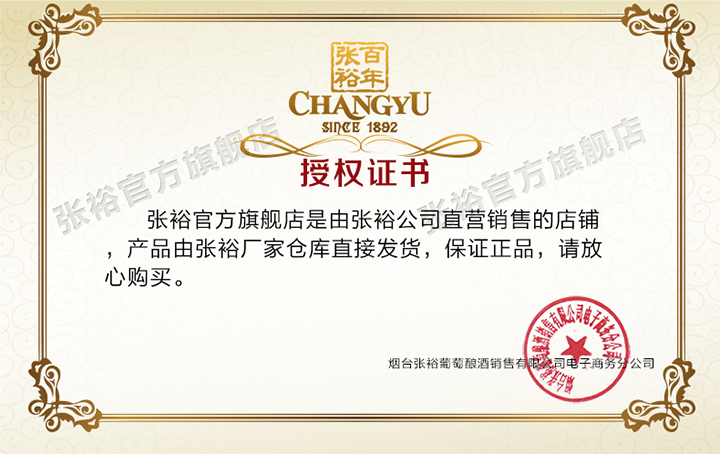 百年
张裕
CHANGYU
SINCE 1892
授权证书
张裕官方旗舰店
张裕官方旗舰店
张裕官方旗舰店是由张裕公司直营销售的店铺
，产品由张裕厂家仓库直接发货，保证正品，请放
心购买。
烟台张裕葡萄酿酒销售有限公司电子商务分公司